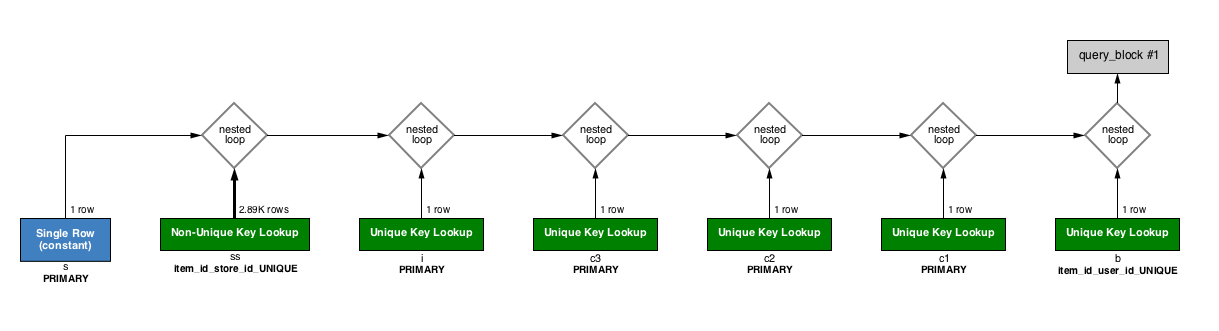 query_block #1
nested
loop
nested
loop
nested
loop
nested
loop
nested
loop
nested
loop
1 row
2.89K rows
1 row
1 row
1 row
1 row
1 row
Single Row
(constant)
s
PRIMARY
Non-Unique Key Lookup
ss
item_id_store_id_UNIQUE
Unique Key Lookup
i
PRIMARY
Unique Key Lookup
c3
PRIMARY
Unique Key Lookup
c2
PRIMARY
Unique Key Lookup
c1
PRIMARY
Unique Key Lookup
b
item_id_user_id_UNIQUE